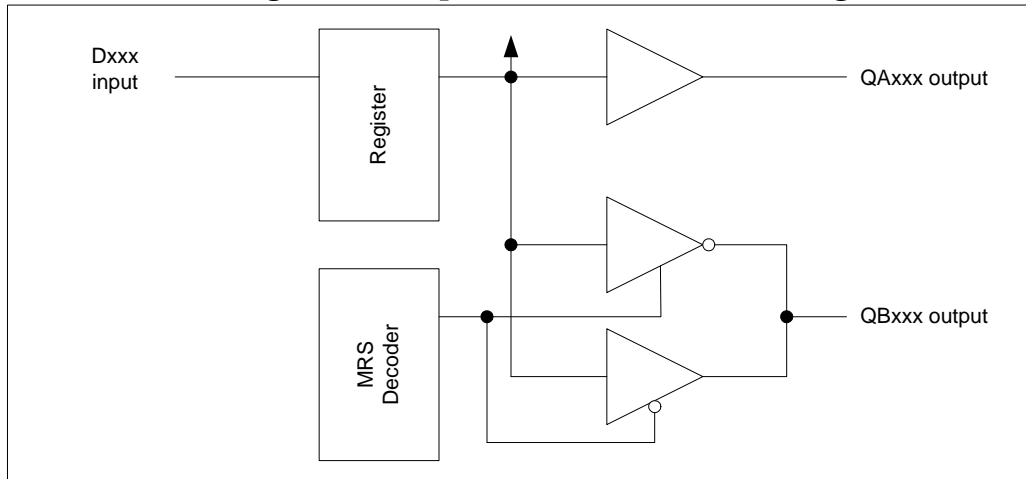 Dxxx
input
Register
QAxxx output
MRS
Decoder
QBxxx output